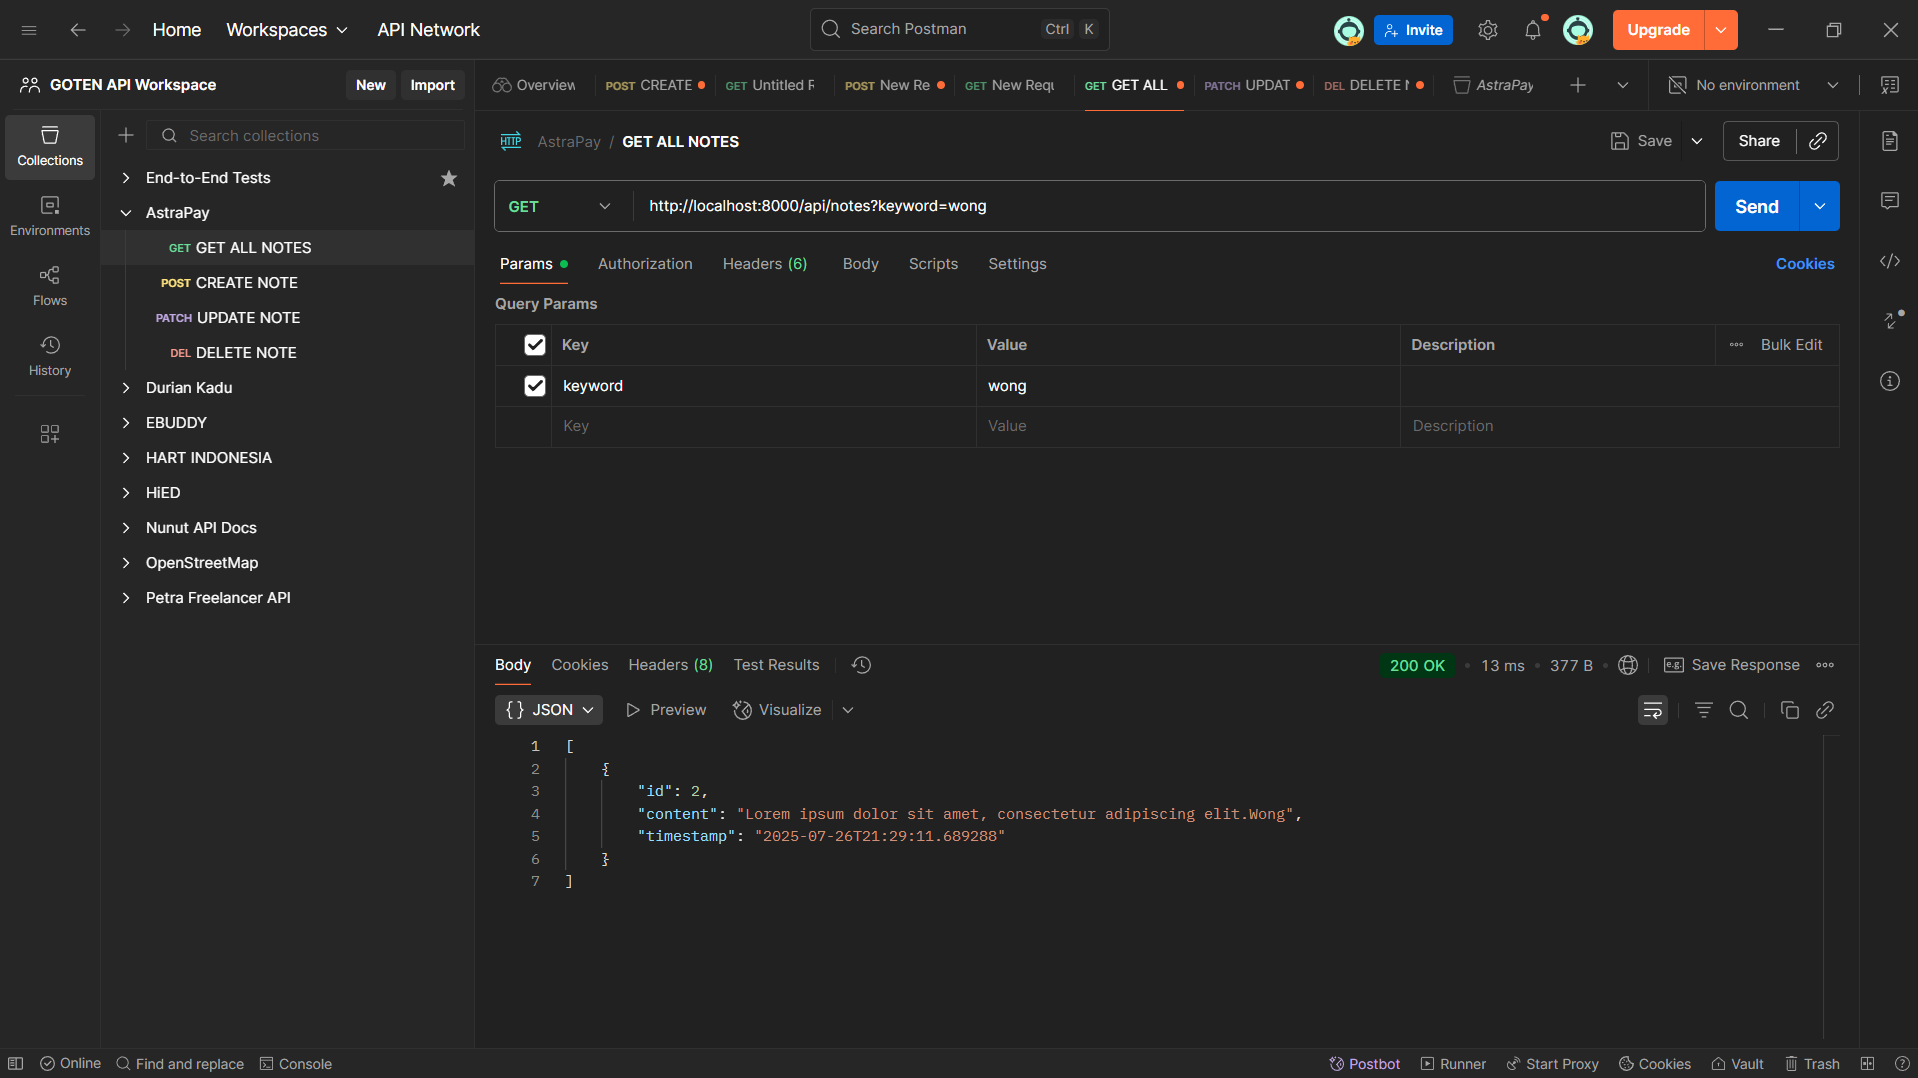 Home Workspaces API Network Search Postman Ctrl K Invite Upgrade
GOTEN API Workspace New Import
Overview POST CREATE GET Untitled R POST New Re GET New Requ GET GET ALL PATCH UPDAT DEL DELETE N AstraPay No environment
Collections
Environments
Flows
History
Search collections
End-to-End Tests
AstraPay
GET GET ALL NOTES
POST CREATE NOTE
PATCH UPDATE NOTE
DEL DELETE NOTE
Durian Kadu
EBUDDY
HART INDONESIA
HiED
Nunut API Docs
OpenStreetMap
Petra Freelancer API
HTTP AstraPay / GET ALL NOTES Save Share
GET http://localhost:8000/api/notes?keyword=wong Send
Params Authorization Headers (6) Body Scripts Settings Cookies
Query Params
Key Value Description Bulk Edit
keyword wong
Key Value Description
Body Cookies Headers (8) Test Results 200 OK 13 ms 377 B e.g. Save Response
{} JSON Preview Visualize
1 [
2 {
3 "id": 2,
4 "content": "Lorem ipsum dolor sit amet, consectetur adipiscing elit.Wong",
5 "timestamp": "2025-07-26T21:29:11.689288"
6 }
7 ]
Online Find and replace Console Postbot Runner Start Proxy Cookies Vault Trash